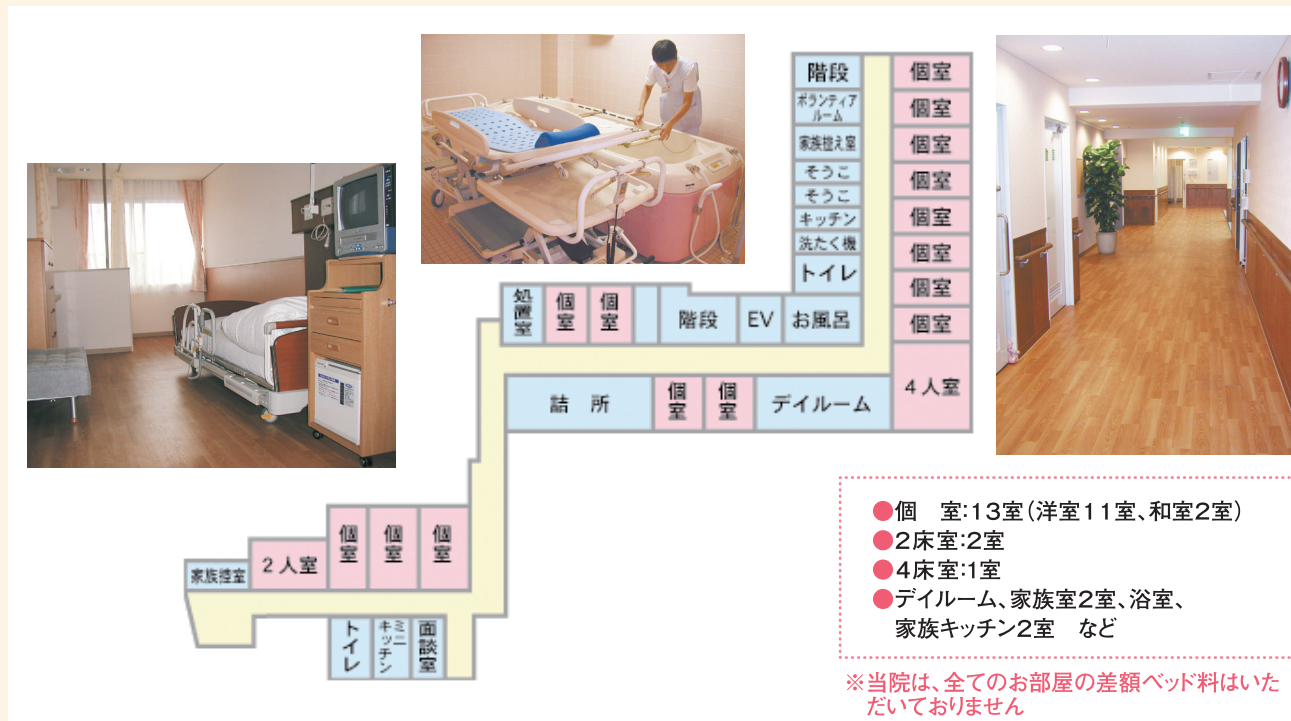 階段
個室
ボランティア
ルーム
個室
家族控え室
個室
そうこ
個室
そうこ
キッチン
個室
洗たく機
個室
トイレ
個室
個室
処置室
個室
個室
階段
EV
お風呂
4人室
詰 所
個室
個室
デイルーム
個室
個室
個室
2人室
家族控室
トイレ
ミニ
キッチン
面談室
●個 室:13室(洋室11室、和室2室)
●2床室:2室
●4床室:1室
●デイルーム、家族室2室、浴室、
家族キッチン2室 など
※当院は、全てのお部屋の差額ベッド料はいた
だいておりません